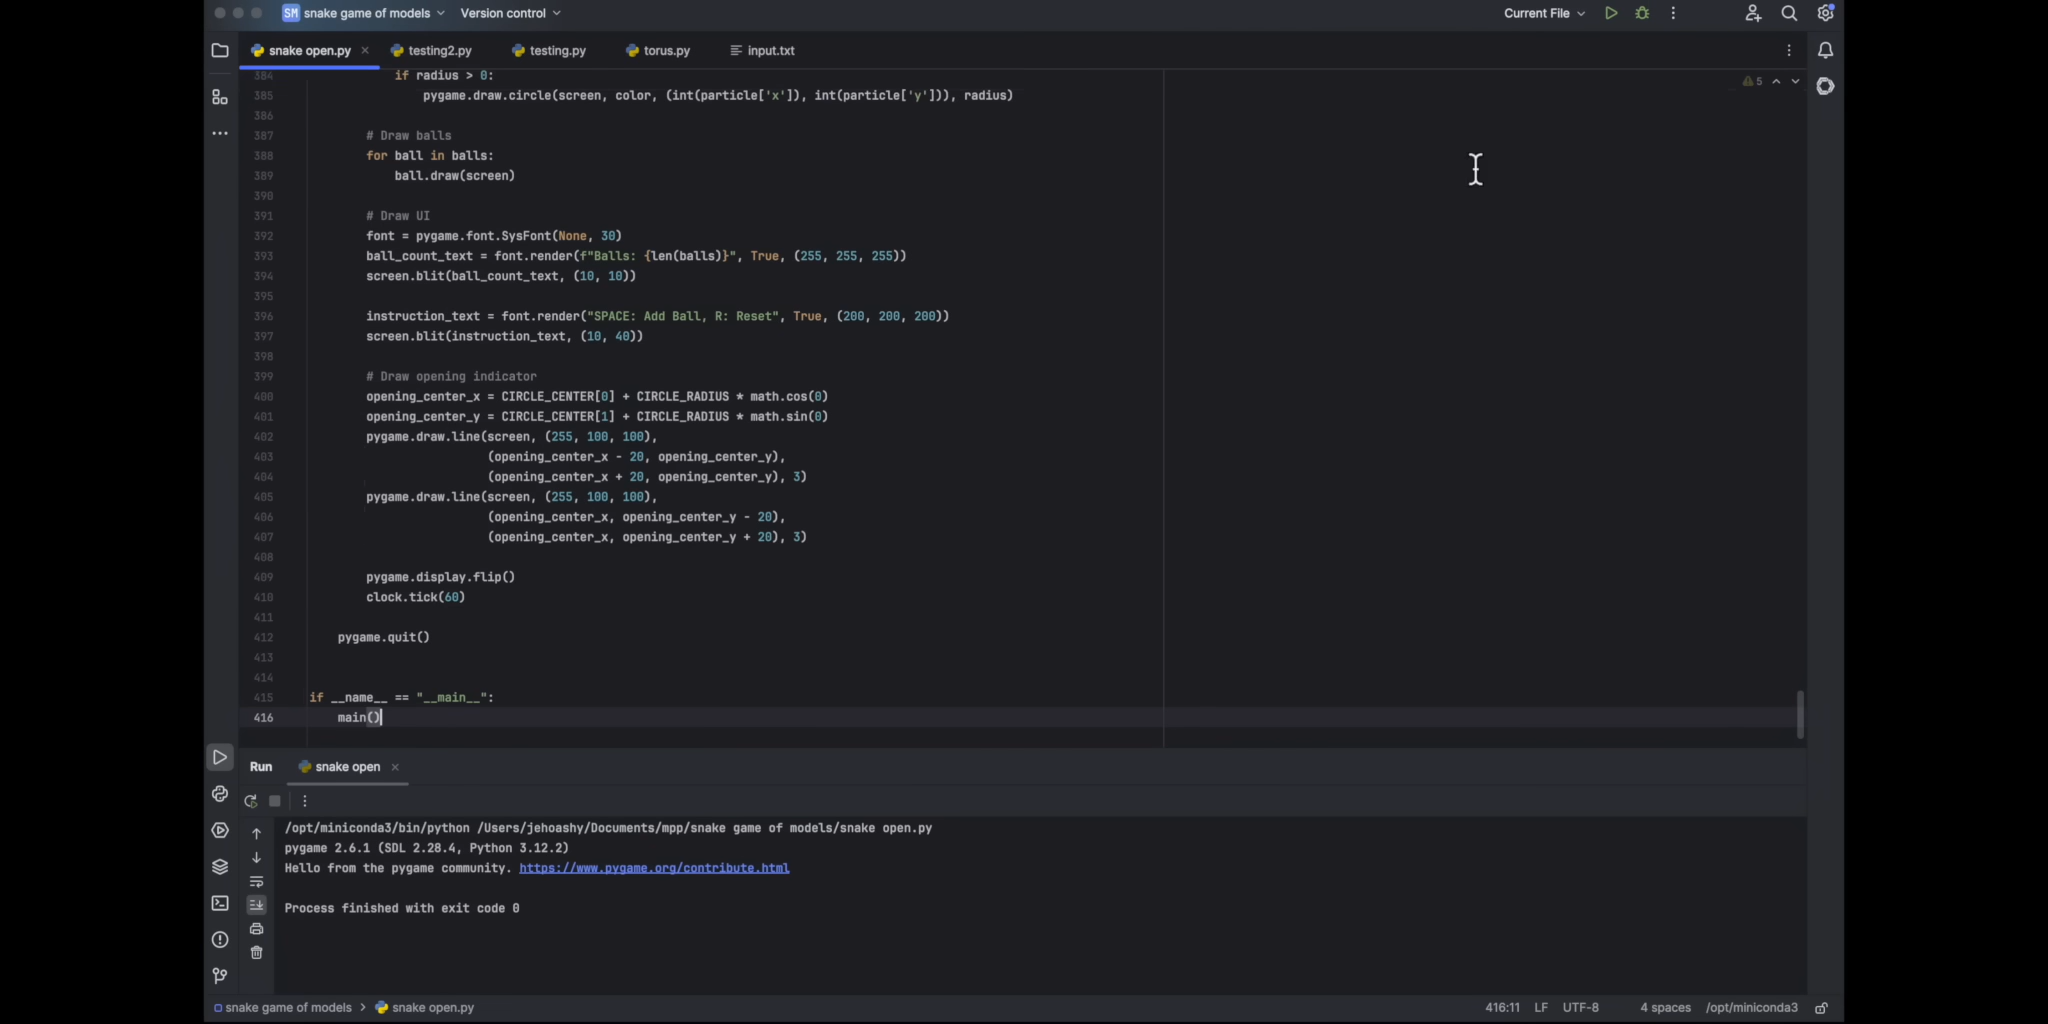 SM snake game of models Version control Current File
snake open.py testing2.py testing.py torus.py input.txt
384 if radius > 0:
5
385 pygame.draw.circle(screen, color, (int(particle['x']), int(particle['y'])), radius)
386
387 # Draw balls
388 for ball in balls:
389 ball.draw(screen)
390
391 # Draw UI
392 font = pygame.font.SysFont(None, 30)
393 ball_count_text = font.render(f"Balls: {len(balls)}", True, (255, 255, 255))
394 screen.blit(ball_count_text, (10, 10))
395
396 instruction_text = font.render("SPACE: Add Ball, R: Reset", True, (200, 200, 200))
397 screen.blit(instruction_text, (10, 40))
398
399 # Draw opening indicator
400 opening_center_x = CIRCLE_CENTER[0] + CIRCLE_RADIUS * math.cos(0)
401 opening_center_y = CIRCLE_CENTER[1] + CIRCLE_RADIUS * math.sin(0)
402 pygame.draw.line(screen, (255, 100, 100),
403 (opening_center_x - 20, opening_center_y),
404 (opening_center_x + 20, opening_center_y), 3)
405 pygame.draw.line(screen, (255, 100, 100),
406 (opening_center_x, opening_center_y - 20),
407 (opening_center_x, opening_center_y + 20), 3)
408
409 pygame.display.flip()
410 clock.tick(60)
411
412 pygame.quit()
413
414
415 if __name__ == "__main__":
416 main()
Run snake open
/opt/miniconda3/bin/python /Users/jehoashy/Documents/mpp/snake game of models/snake open.py
pygame 2.6.1 (SDL 2.28.4, Python 3.12.2)
Hello from the pygame community. https://www.pygame.org/contribute.html
Process finished with exit code 0
snake game of models > snake open.py 416:11 LF UTF-8 4 spaces /opt/miniconda3